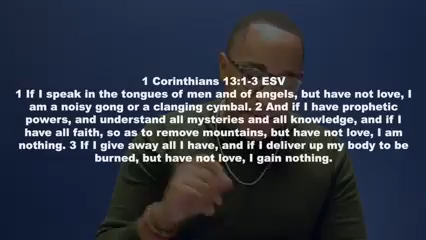 1 Corinthians 13:1-3 ESV
1 If I speak in the tongues of men and of angels, but have not love, I
am a noisy gong or a clanging cymbal. 2 And if I have prophetic
powers, and understand all mysteries and all knowledge, and if I
have all faith, so as to remove mountains, but have not love, I am
nothing. 3 If I give away all I have, and if I deliver up my body to be
burned, but have not love, I gain nothing.